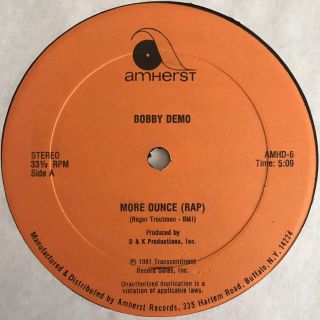 amherst
BOBBY DEMO
STEREO
33⅓ RPM
Side A
AMHD-6
Time: 5:09
MORE OUNCE (RAP)
(Roger Troutman - BMI)
Produced by
D & K Productions, Inc.
℗ © 1981 Transcontinent
Record Sales, Inc.
Unauthorized duplication is a
violation of applicable laws.
Manufactured & Distributed by Amherst Records, 335 Harlem Road, Buffalo, N.Y. 14224